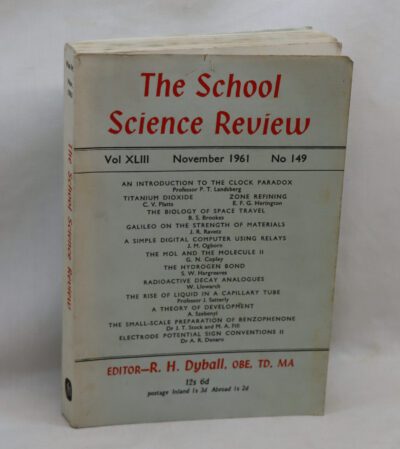 The School
Science Review
Vol XLIII November 1961 No 149
AN INTRODUCTION TO THE CLOCK PARADOX
Professor P. T. Landsberg
TITANIUM DIOXIDE ZONE REFINING
C. V. Platts E. F. G. Herington
THE BIOLOGY OF SPACE TRAVEL
B. S. Brookes
GALILEO ON THE STRENGTH OF MATERIALS
J. R. Ravetz
A SIMPLE DIGITAL COMPUTER USING RELAYS
J. M. Ogborn
THE MOL AND THE MOLECULE II
G. N. Copley
THE HYDROGEN BOND
S. W. Hargreaves
RADIOACTIVE DECAY ANALOGUES
W. Llowarch
THE RISE OF LIQUID IN A CAPILLARY TUBE
Professor J. Satterly
A THEORY OF DEVELOPMENT
A. Szebenyi
THE SMALL-SCALE PREPARATION OF BENZOPHENONE
Dr J. T. Stock and M. A. Fill
ELECTRODE POTENTIAL SIGN CONVENTIONS II
Dr A. R. Denaro
EDITOR—R. H. Dyball, OBE, TD, MA
12s 6d
postage Inland 1s 3d Abroad 1s 2d
The School Science Review